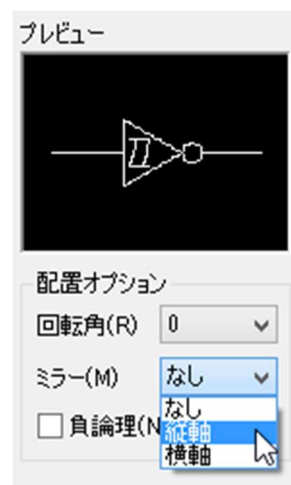 プレビュー
配置オプション
回転角(R) 0
ミラー(M) なし
なし
負論理(N 縦軸
横軸